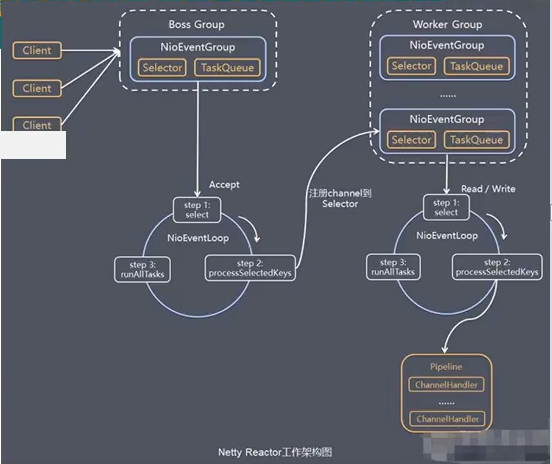 Boss Group
NioEventGroup
Selector
TaskQueue
Client
Client
Client
Worker Group
NioEventGroup
Selector
TaskQueue
......
NioEventGroup
Selector
TaskQueue
Accept
step 1:
select
NioEventLoop
step 2:
processSelectedKeys
step 3:
runAllTasks
注册channel到
Selector
Read / Write
step 1:
select
NioEventLoop
step 2:
processSelectedKeys
step 3:
runAllTasks
Pipeline
ChannelHandler
......
ChannelHandler
Netty Reactor工作架构图